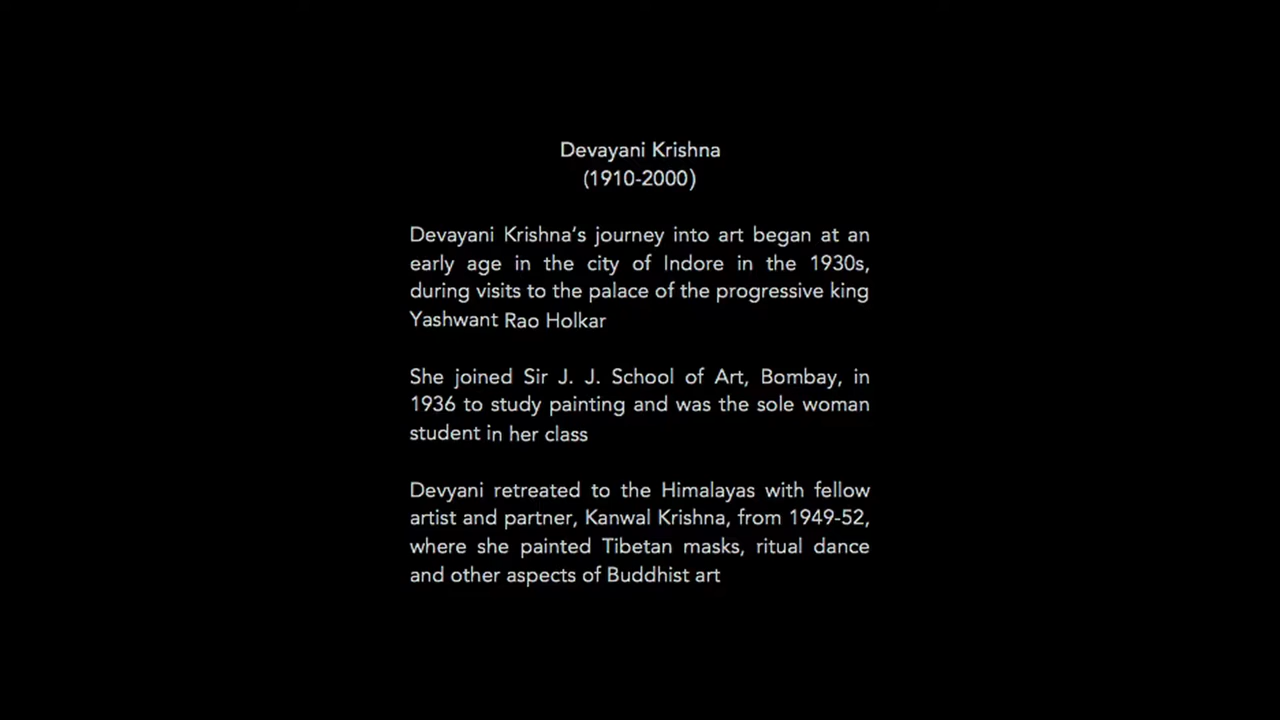 Devayani Krishna
(1910-2000)
Devayani Krishna's journey into art began at an
early age in the city of Indore in the 1930s,
during visits to the palace of the progressive king
Yashwant Rao Holkar
She joined Sir J. J. School of Art, Bombay, in
1936 to study painting and was the sole woman
student in her class
Devyani retreated to the Himalayas with fellow
artist and partner, Kanwal Krishna, from 1949-52,
where she painted Tibetan masks, ritual dance
and other aspects of Buddhist art